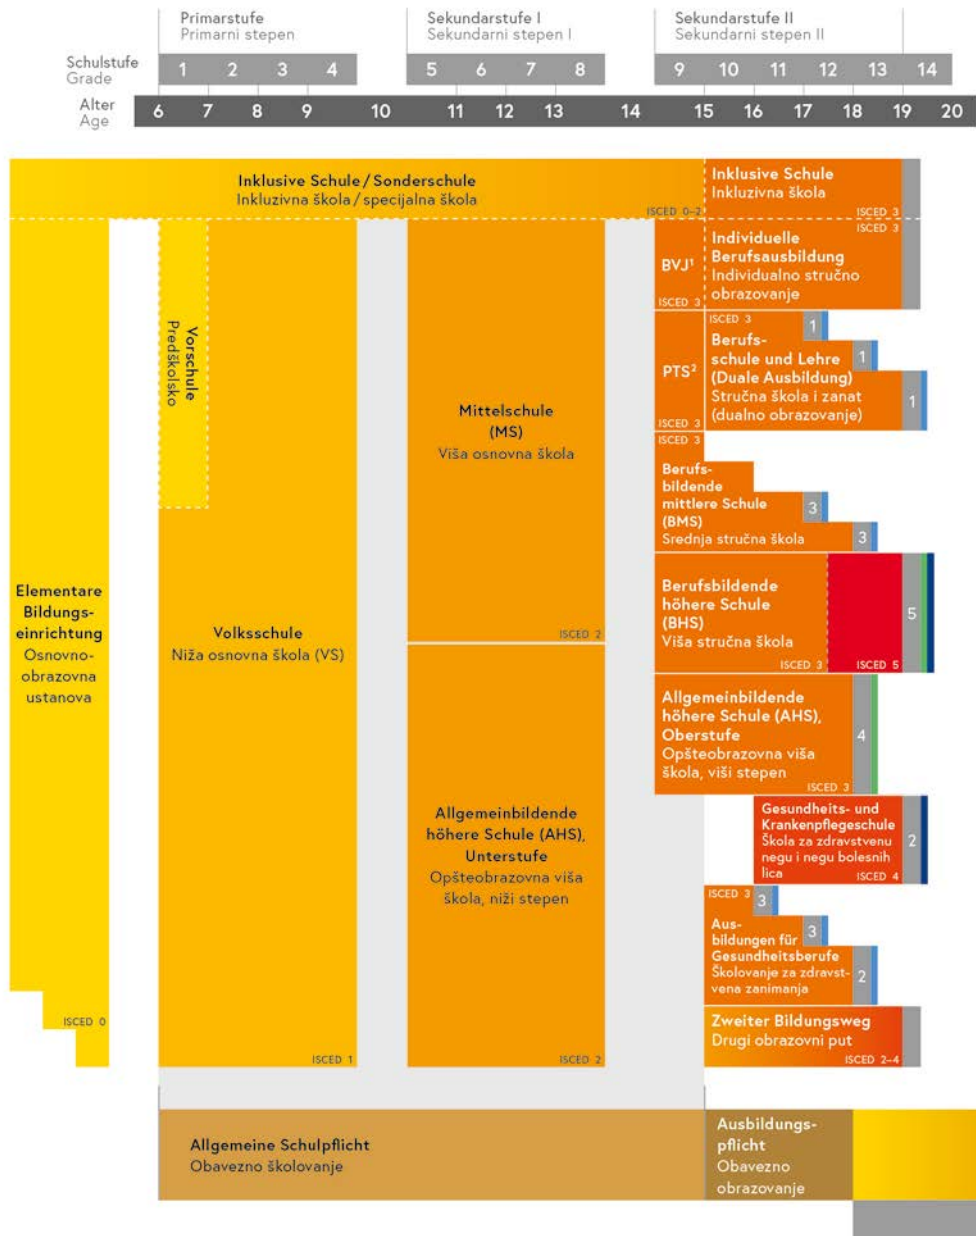 Primarstufe
Primarni stepen
Sekundarstufe I
Sekundarni stepen I
Sekundarstufe II
Sekundarni stepen II
Schulstufe
Grade
1 2 3 4 5 6 7 8 9 10 11 12 13 14
Alter
Age
6 7 8 9 10 11 12 13 14 15 16 17 18 19 20
Inklusive Schule / Sonderschule
Inkluzivna škola / specijalna škola
ISCED 0–2
Inklusive Schule
Inkluzivna škola
ISCED 3
Elementare
Bildungs-
einrichtung
Osnovno-
obrazovna
ustanova
ISCED 0
Vorschule
Predškolsko
Volksschule
Niža osnovna škola (VS)
ISCED 1
Mittelschule
(MS)
Viša osnovna škola
ISCED 2
Allgemeinbildende
höhere Schule (AHS),
Unterstufe
Opšteobrazovna viša
škola, niži stepen
ISCED 2
BVJ¹
ISCED 3
ISCED 3
Individuelle
Berufsausbildung
Individualno stručno
obrazovanje
PTS²
ISCED 3
ISCED 3
Berufs-
schule und Lehre
(Duale Ausbildung)
Stručna škola i zanat
(dualno obrazovanje)
1
1
1
ISCED 3
Berufs-
bildende
mittlere Schule
(BMS)
Srednja stručna škola
3
3
Berufsbildende
höhere Schule
(BHS)
Viša stručna škola
ISCED 3
ISCED 5
5
Allgemeinbildende
höhere Schule (AHS),
Oberstufe
Opšteobrazovna viša
škola, viši stepen
ISCED 3
4
Gesundheits- und
Krankenpflegeschule
Škola za zdravstvenu
negu i negu bolesnih
lica
ISCED 4
2
ISCED 3
Aus-
bildungen für
Gesundheitsberufe
Školovanje za zdravst-
vena zanimanja
3
3
2
Zweiter Bildungsweg
Drugi obrazovni put
ISCED 2–4
Allgemeine Schulpflicht
Obavezno školovanje
Ausbildungs-
pflicht
Obavezno
obrazovanje